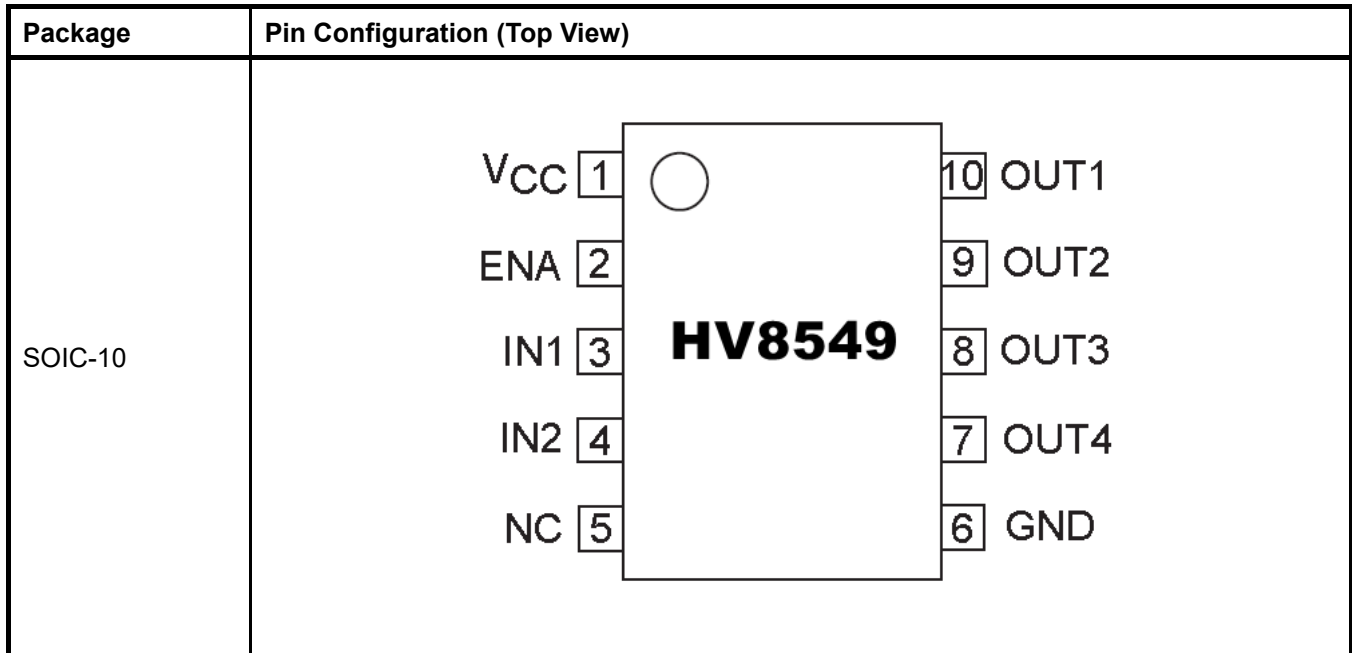 Package
Pin Configuration (Top View)
SOIC-10
VCC 1
ENA 2
IN1 3
IN2 4
NC 5
HV8549
10 OUT1
9 OUT2
8 OUT3
7 OUT4
6 GND